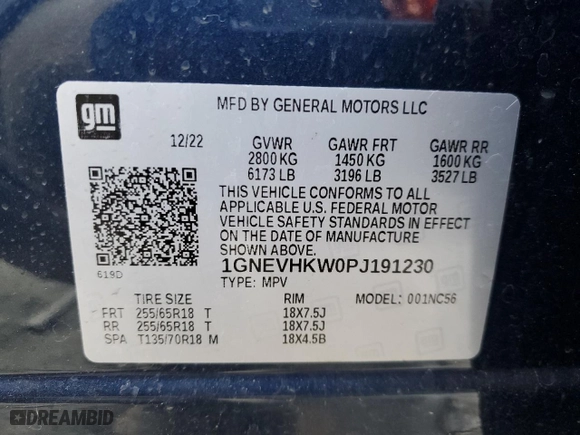 gm
MFD BY GENERAL MOTORS LLC
12/22 GVWR GAWR FRT GAWR RR
2800 KG 1450 KG 1600 KG
6173 LB 3196 LB 3527 LB
THIS VEHICLE CONFORMS TO ALL
APPLICABLE U.S. FEDERAL MOTOR
VEHICLE SAFETY STANDARDS IN EFFECT
ON THE DATE OF MANUFACTURE
SHOWN ABOVE.
619D
1GNEVHKW0PJ191230
TYPE: MPV
TIRE SIZE RIM MODEL: 001NC56
FRT 255/65R18 T 18X7.5J
RR 255/65R18 T 18X7.5J
SPA T135/70R18 M 18X4.5B
DREAMBID